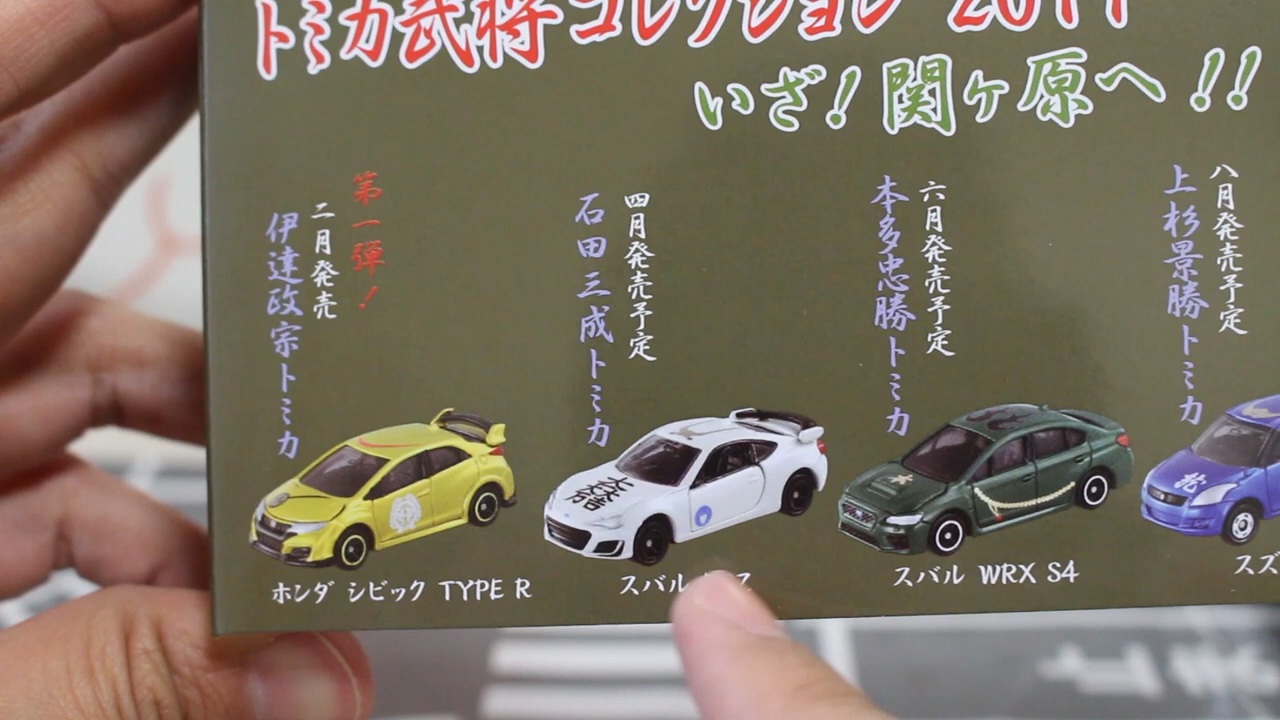 トミカ武将コレクション 2017
いざ！関ヶ原へ!!
第一弾！
二月発売
伊達政宗トミカ
四月発売予定
石田三成トミカ
六月発売予定
本多忠勝トミカ
八月発売予定
上杉景勝トミカ
ホンダ シビック TYPE R
スバル
スバル WRX S4
スズ